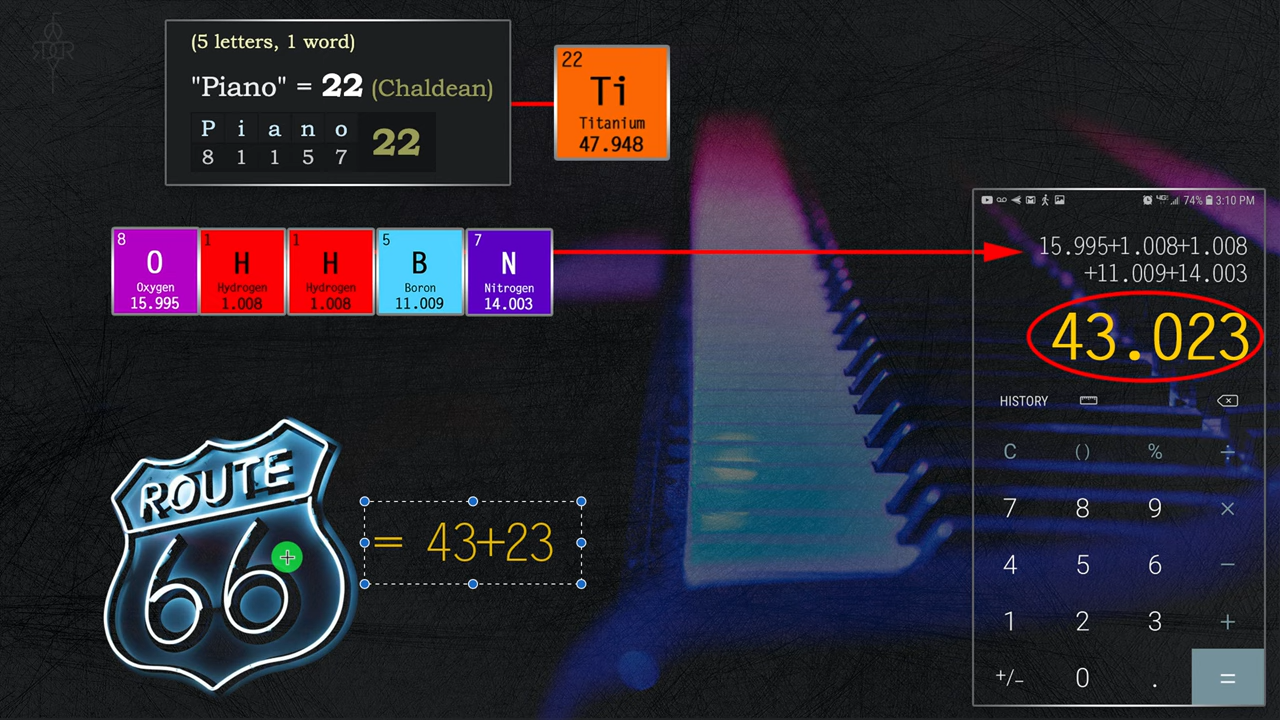 (5 letters, 1 word)
"Piano" = 22 (Chaldean)
P i a n o 22
8 1 1 5 7
22
Ti
Titanium
47.948
8
O
Oxygen
15.995
1
H
Hydrogen
1.008
1
H
Hydrogen
1.008
5
B
Boron
11.009
7
N
Nitrogen
14.003
74% 3:10 PM
15.995+1.008+1.008
+11.009+14.003
43.023
HISTORY
C () % ÷
7 8 9 ×
4 5 6 −
1 2 3 +
+/− 0 . =
ROUTE
66
= 43+23